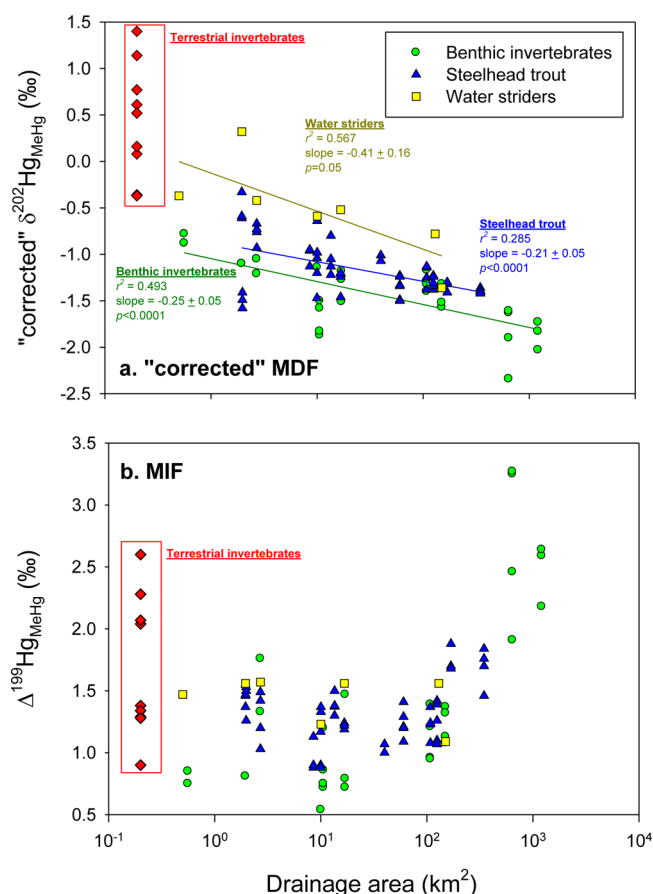 1.5
1.0
0.5
0.0
-0.5
-1.0
-1.5
-2.0
-2.5
"corrected" δ²⁰²Hg_MeHg (‰)
Terrestrial invertebrates
Benthic invertebrates
Steelhead trout
Water striders
Water striders
r² = 0.567
slope = -0.41 ± 0.16
p=0.05
Steelhead trout
r² = 0.285
slope = -0.21 ± 0.05
p<0.0001
Benthic invertebrates
r² = 0.493
slope = -0.25 ± 0.05
p<0.0001
a. "corrected" MDF
3.5
3.0
2.5
2.0
1.5
1.0
0.5
Δ¹⁹⁹Hg_MeHg (‰)
b. MIF
Terrestrial invertebrates
10⁻¹ 10⁰ 10¹ 10² 10³ 10⁴
Drainage area (km²)